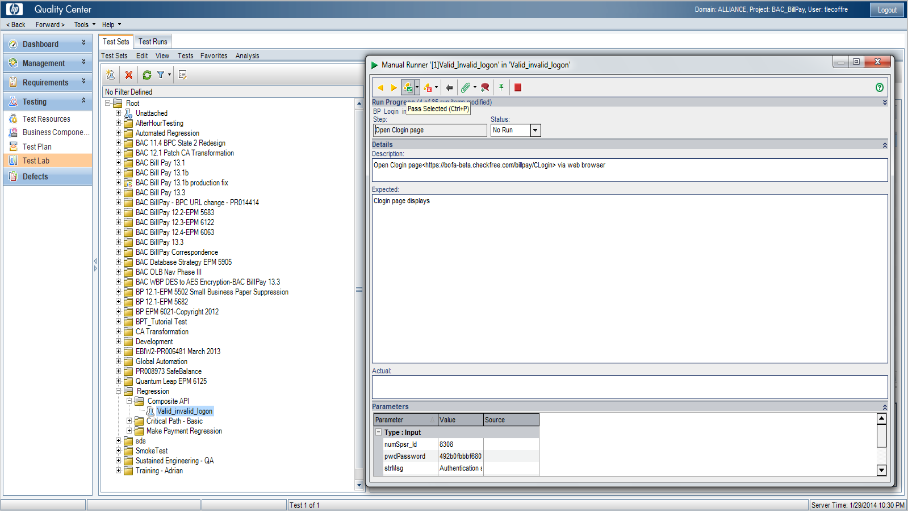 Quality Center
Domain: ALLIANCE, Project: BAC_BillPay, User: tlecoffre
Logout
< Back Forward > Tools Help
Dashboard
Management
Requirements
Testing
Test Resources
Business Compone...
Test Plan
Test Lab
Defects
Test Sets Test Runs
Test Sets Edit View Tests Favorites Analysis
No Filter Defined
Root
Unattached
AfterHourTesting
Automated Regression
BAC 11.4 BPC State 2 Redesign
BAC 12.1 Patch CA Transformation
BAC Bill Pay 13.1
BAC Bill Pay 13.1b
BAC Bill Pay 13.1b production fix
BAC Bill Pay 13.3
BAC BillPay - BPC URL change - PR014414
BAC BillPay 12.2-EPM 5683
BAC BillPay 12.3-EPM 6122
BAC BillPay 12.4-EPM 6063
BAC BillPay 13.3
BAC BillPay Correspondence
BAC Database Strategy EPM 5905
BAC OLB Nav Phase III
BAC WBP DES to AES Encryption-BAC BillPay 13.3
BP 12.1-EPM 5502 Small Business Paper Suppression
BP 12.1-EPM 5682
BP EPM 6021-Copyright 2012
BPT_Tutorial Test
CA Transformation
Development
EBIW2-PR006481 March 2013
Global Automation
PR008973 SafeBalance
Quantum Leap EPM 6125
Regression
Composite API
Valid_invalid_logon
Critical Path - Basic
Make Payment Regression
sds
SmokeTest
Sustained Engineering - QA
Training - Adrian
Manual Runner '[1]Valid_Invalid_logon' in 'Valid_invalid_logon'
Run Progress
Pass Selected (Ctrl+P)
BP Login
Step: Status:
Open Clogin page No Run
Details
Description:
Open Clogin page<https://bofa-beta.checkfree.com/billpay/CLogin> via web browser
Expected:
Clogin page displays
Actual:
Parameters
Parameter Value Source
Type : Input
numSpsr_id 8308
pwdPassword 492b0fbbbf680
strMsg Authentication
Test 1 of 1
Server Time: 1/29/2014 10:30 PM